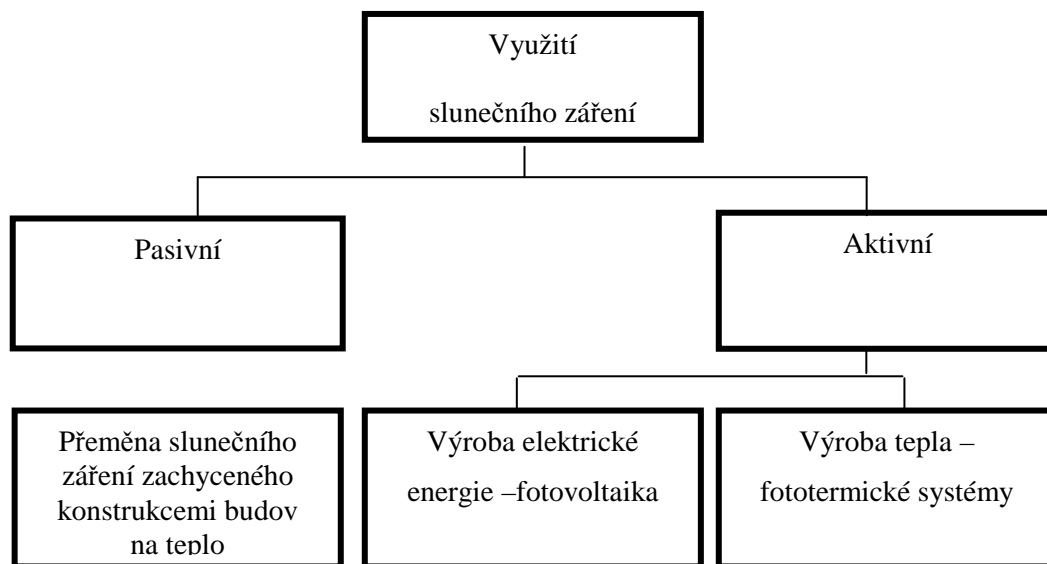 Využití
slunečního záření
Pasivní
Aktivní
Přeměna slunečního
záření zachyceného
konstrukcemi budov
na teplo
Výroba elektrické
energie –fotovoltaika
Výroba tepla –
fototermické systémy